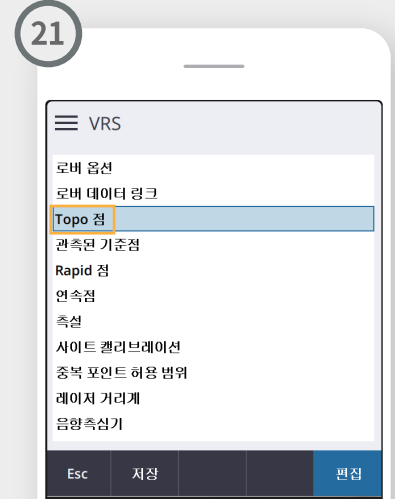 21
VRS
로버 옵션
로버 데이터 링크
Topo 점
관측된 기준점
Rapid 점
연속점
측설
사이트 캘리브레이션
중복 포인트 허용 범위
레이저 거리계
음향측심기
Esc 저장 편집